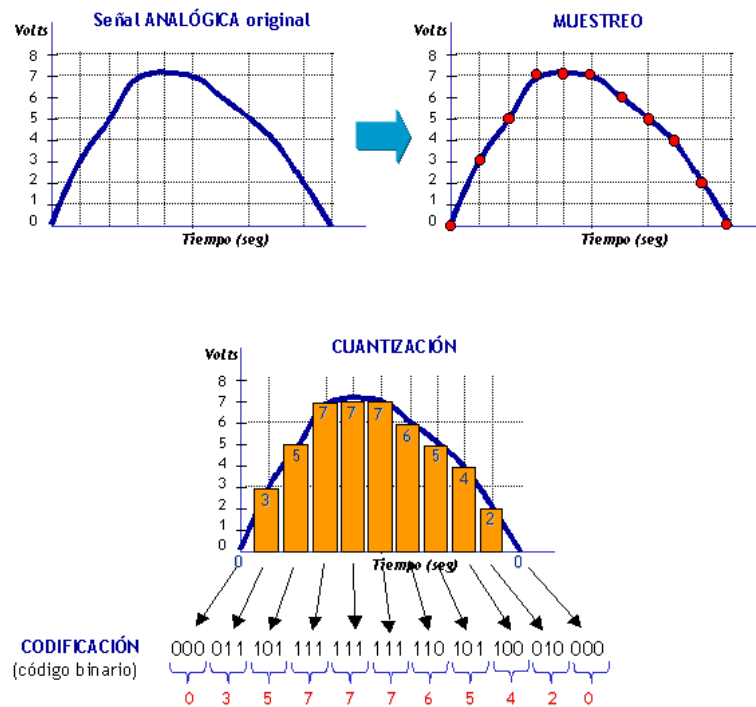 Señal ANALÓGICA original
Volts
8
7
6
5
4
3
2
1
0
Tiempo (seg)
MUESTREO
Volts
8
7
6
5
4
3
2
1
0
Tiempo (seg)
CUANTIZACIÓN
Volts
8
7
6
5
4
3
2
1
0
3 5 7 7 7 6 5 4 2
0 0
Tiempo (seg)
CODIFICACIÓN 000 011 101 111 111 111 110 101 100 010 000
(código binario)
0 3 5 7 7 7 6 5 4 2 0